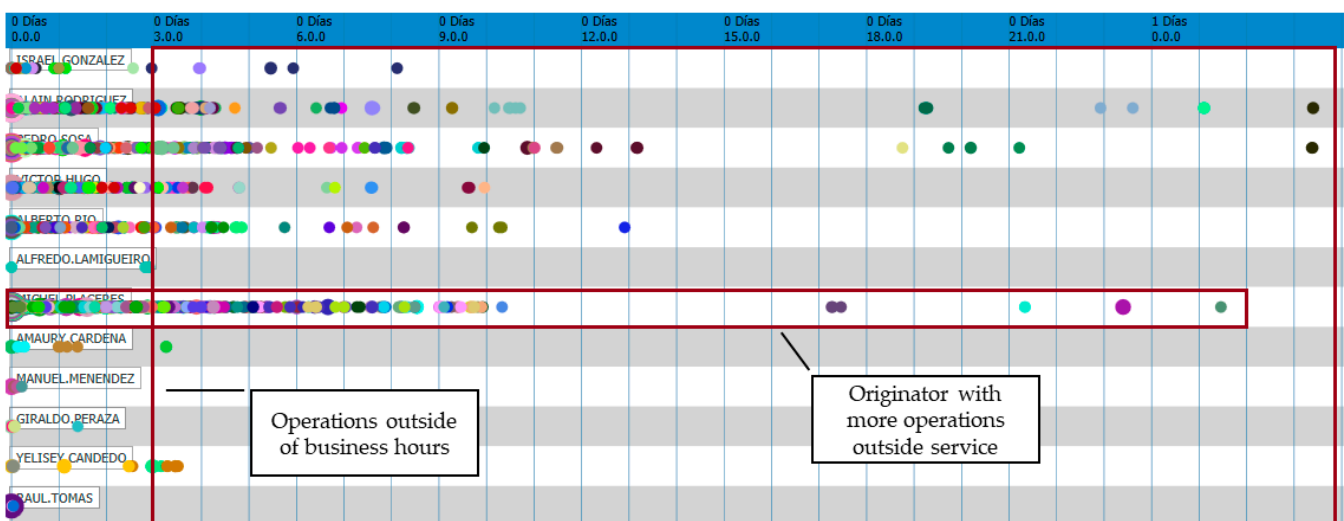 0 Días 0 Días 0 Días 0 Días 0 Días 0 Días 0 Días 0 Días 1 Días
0.0.0 3.0.0 6.0.0 9.0.0 12.0.0 15.0.0 18.0.0 21.0.0 0.0.0
ISRAEL.GONZALEZ
ALAIN.RODRIGUEZ
PEDRO.SOSA
VICTOR.HUGO
ALBERTO.PIO
ALFREDO.LAMIGUEIRO
MIGUEL.PLACERES
AMAURY.CARDENA
MANUEL.MENENDEZ
GIRALDO.PERAZA
YELISEY.CANDEDO
RAUL.TOMAS
Operations outside
of business hours
Originator with
more operations
outside service